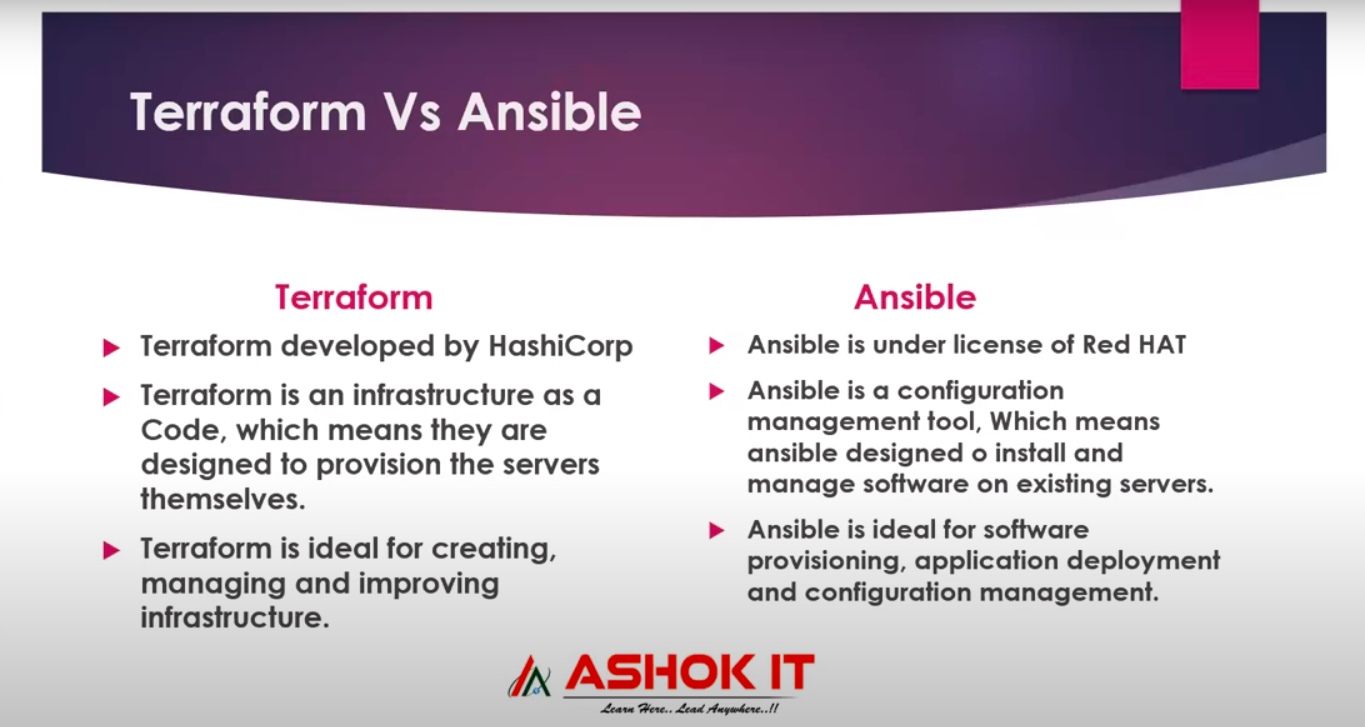 Terraform Vs Ansible
Terraform
Terraform developed by HashiCorp
Terraform is an infrastructure as a
Code, which means they are
designed to provision the servers
themselves.
Terraform is ideal for creating,
managing and improving
infrastructure.
Ansible
Ansible is under license of Red HAT
Ansible is a configuration
management tool, Which means
ansible designed o install and
manage software on existing servers.
Ansible is ideal for software
provisioning, application deployment
and configuration management.
ASHOK IT
Learn Here.. Lead Anywhere..!!